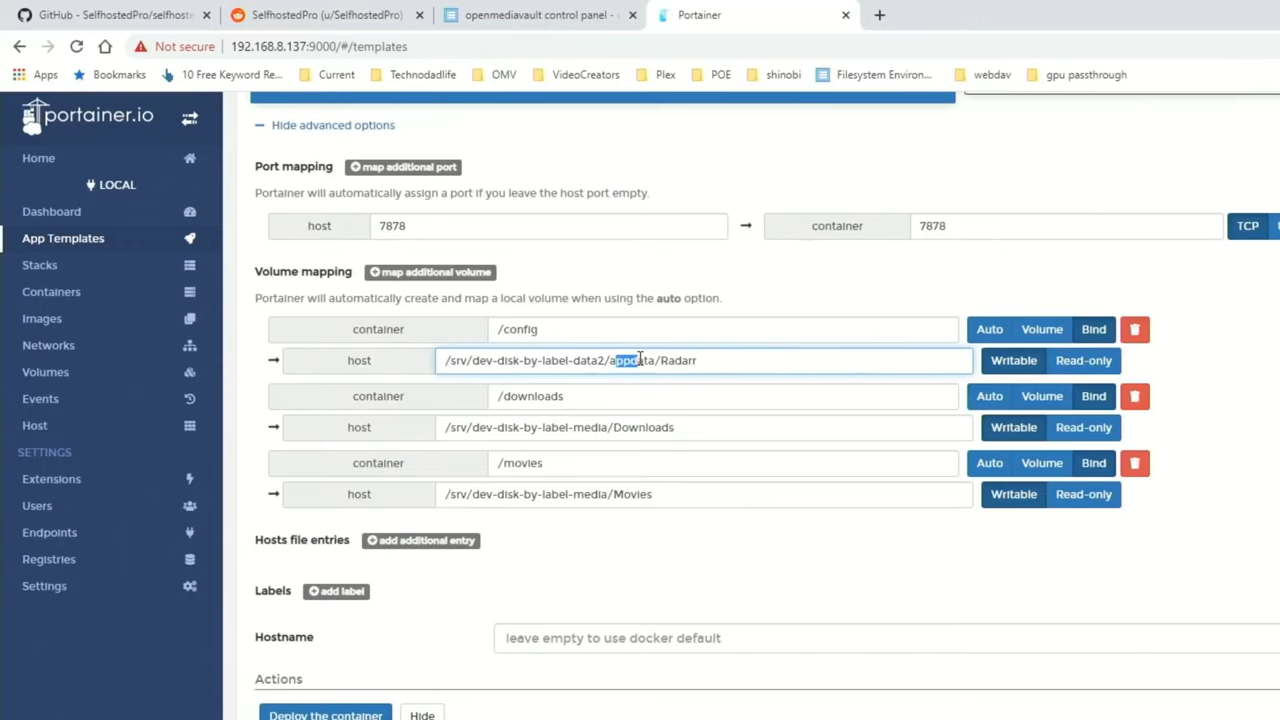 GitHub - SelfhostedPro/selfhoste
SelfhostedPro (u/SelfhostedPro)
openmediavault control panel -
Portainer
Not secure 192.168.8.137:9000/#/templates
Apps Bookmarks 10 Free Keyword Re... Current Technodadlife OMV VideoCreators Plex POE shinobi Filesystem Environ... webdav gpu passthrough
portainer.io
Home
LOCAL
Dashboard
App Templates
Stacks
Containers
Images
Networks
Volumes
Events
Host
SETTINGS
Extensions
Users
Endpoints
Registries
Settings
Hide advanced options
Port mapping map additional port
Portainer will automatically assign a port if you leave the host port empty.
host 7878 container 7878 TCP
Volume mapping map additional volume
Portainer will automatically create and map a local volume when using the auto option.
container /config Auto Volume Bind
host /srv/dev-disk-by-label-data2/appdata/Radarr Writable Read-only
container /downloads Auto Volume Bind
host /srv/dev-disk-by-label-media/Downloads Writable Read-only
container /movies Auto Volume Bind
host /srv/dev-disk-by-label-media/Movies Writable Read-only
Hosts file entries add additional entry
Labels add label
Hostname leave empty to use docker default
Actions
Deploy the container Hide